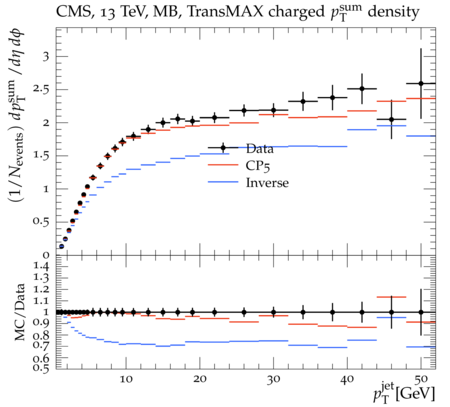 CMS, 13 TeV, MB, TransMAX charged p_T^sum density
(1/N_events) dp_T^sum/dη dϕ
3
2.5
2
1.5
1
0.5
0
Data
CP5
Inverse
MC/Data
1.4
1.3
1.2
1.1
1
0.9
0.8
0.7
0.6
0.5
10 20 30 40 50
p_T^jet [GeV]